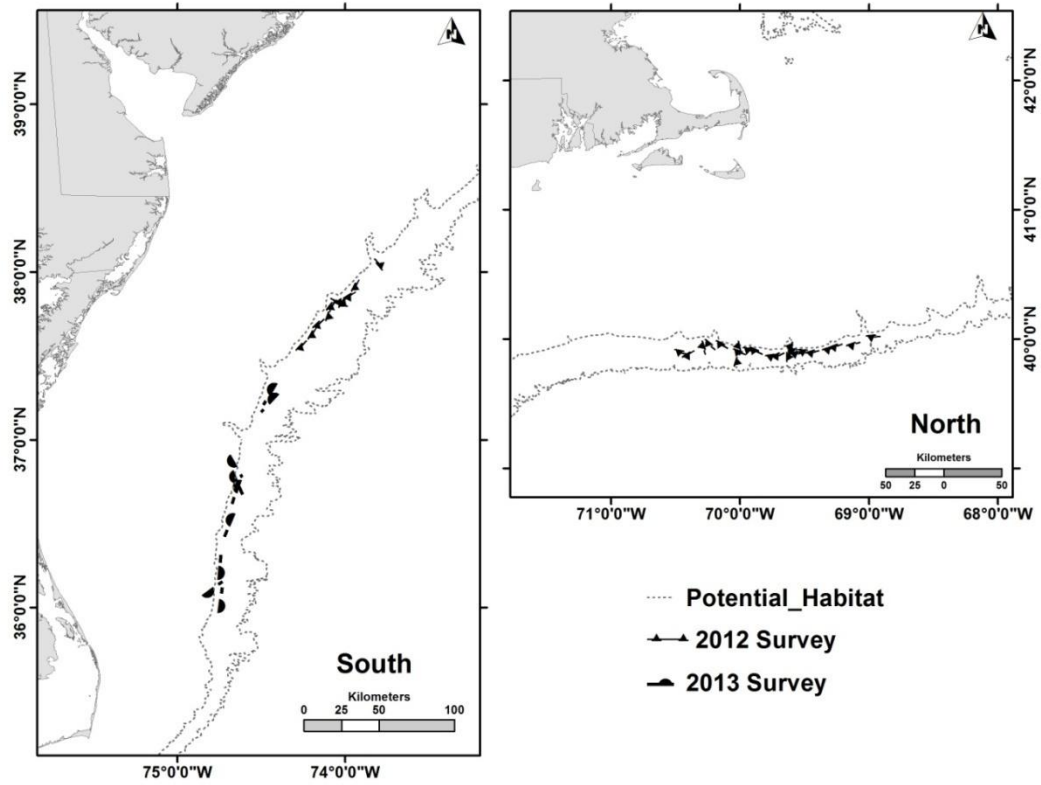 N
39°0'0"N
38°0'0"N
37°0'0"N
36°0'0"N
South
Kilometers
0 25 50 100
75°0'0"W 74°0'0"W
N
42°0'0"N
41°0'0"N
40°0'0"N
North
Kilometers
50 25 0 50
71°0'0"W 70°0'0"W 69°0'0"W 68°0'0"W
Potential_Habitat
2012 Survey
2013 Survey